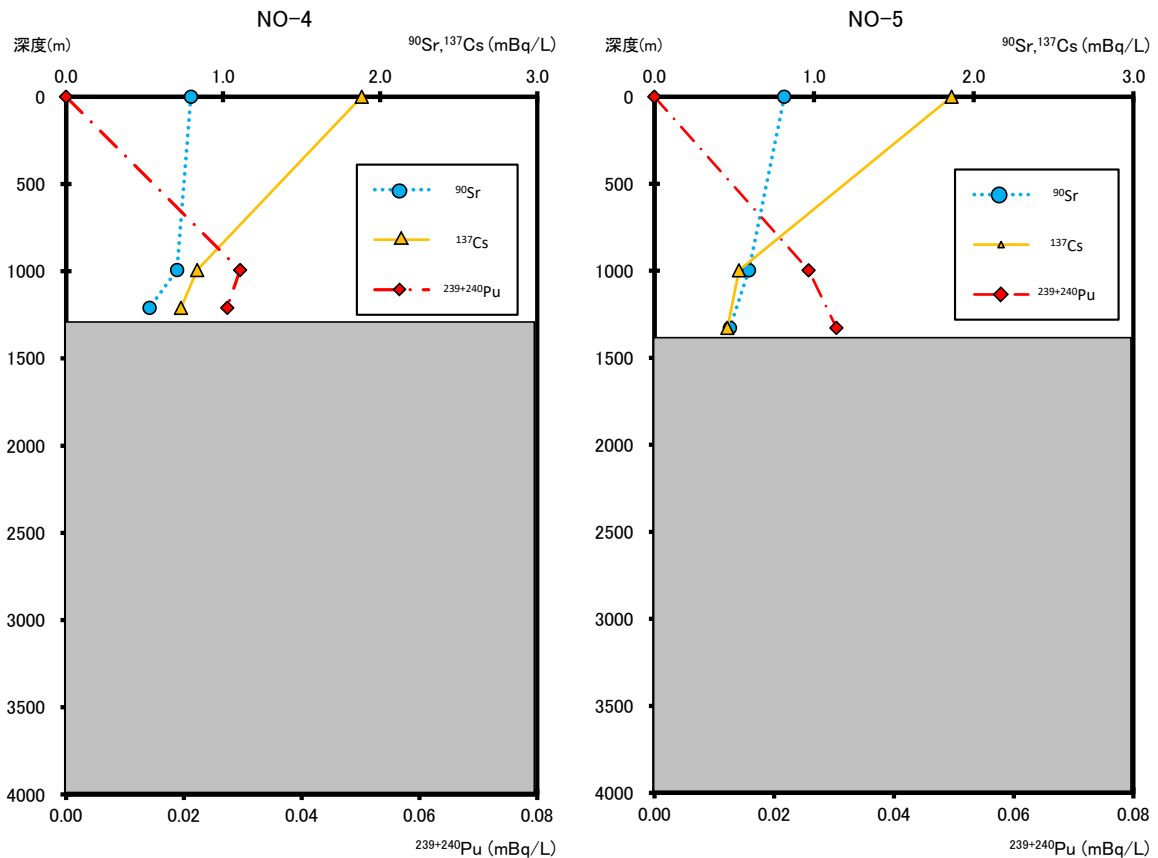 NO-4
深度(m)
⁹⁰Sr,¹³⁷Cs (mBq/L)
0.0 1.0 2.0 3.0
0
500
1000
1500
2000
2500
3000
3500
4000
⁹⁰Sr
¹³⁷Cs
²³⁹⁺²⁴⁰Pu
0.00 0.02 0.04 0.06 0.08
²³⁹⁺²⁴⁰Pu (mBq/L)
NO-5
深度(m)
⁹⁰Sr,¹³⁷Cs (mBq/L)
0.0 1.0 2.0 3.0
0
500
1000
1500
2000
2500
3000
3500
4000
⁹⁰Sr
¹³⁷Cs
²³⁹⁺²⁴⁰Pu
0.00 0.02 0.04 0.06 0.08
²³⁹⁺²⁴⁰Pu (mBq/L)